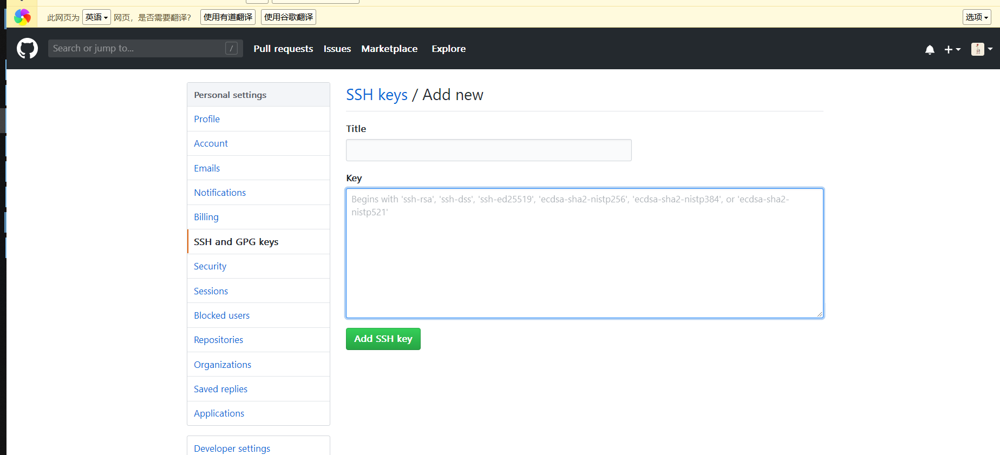 此网页为 英语 网页，是否需要翻译？ 使用有道翻译 使用谷歌翻译 选项
Search or jump to... / Pull requests Issues Marketplace Explore
Personal settings
Profile
Account
Emails
Notifications
Billing
SSH and GPG keys
Security
Sessions
Blocked users
Repositories
Organizations
Saved replies
Applications
Developer settings
SSH keys / Add new
Title
Key
Begins with 'ssh-rsa', 'ssh-dss', 'ssh-ed25519', 'ecdsa-sha2-nistp256', 'ecdsa-sha2-nistp384', or 'ecdsa-sha2-
nistp521'
Add SSH key